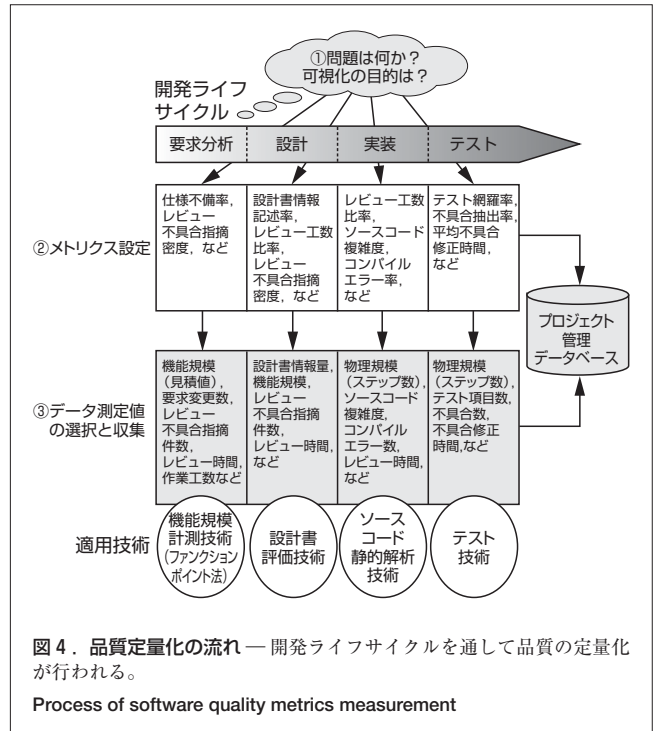 ①問題は何か？
可視化の目的は？
開発ライフ
サイクル
要求分析
設計
実装
テスト
②メトリクス設定
仕様不備率，
レビュー
不具合指摘
密度，など
設計書情報
記述率，
レビュー工数
比率，
レビュー
不具合指摘
密度，など
レビュー工数
比率，
ソースコード
複雑度，
コンパイル
エラー率，
など
テスト網羅率，
不具合抽出率，
平均不具合
修正時間，
など
プロジェクト
管理
データベース
③データ測定値
の選択と収集
機能規模
（見積値），
要求変更数，
レビュー
不具合指摘
件数，
レビュー時間，
作業工数など
設計書情報量，
機能規模，
レビュー
不具合指摘
件数，
レビュー時間，
など
物理規模
（ステップ数），
ソースコード
複雑度，
コンパイル
エラー数，
レビュー時間，
など
物理規模
（ステップ数），
テスト項目数，
不具合数，
不具合修正
時間，など
適用技術
機能規模
計測技術
（ファンクション
ポイント法）
設計書
評価技術
ソース
コード
静的解析
技術
テスト
技術
図4．品質定量化の流れ — 開発ライフサイクルを通して品質の定量化
が行われる。
Process of software quality metrics measurement